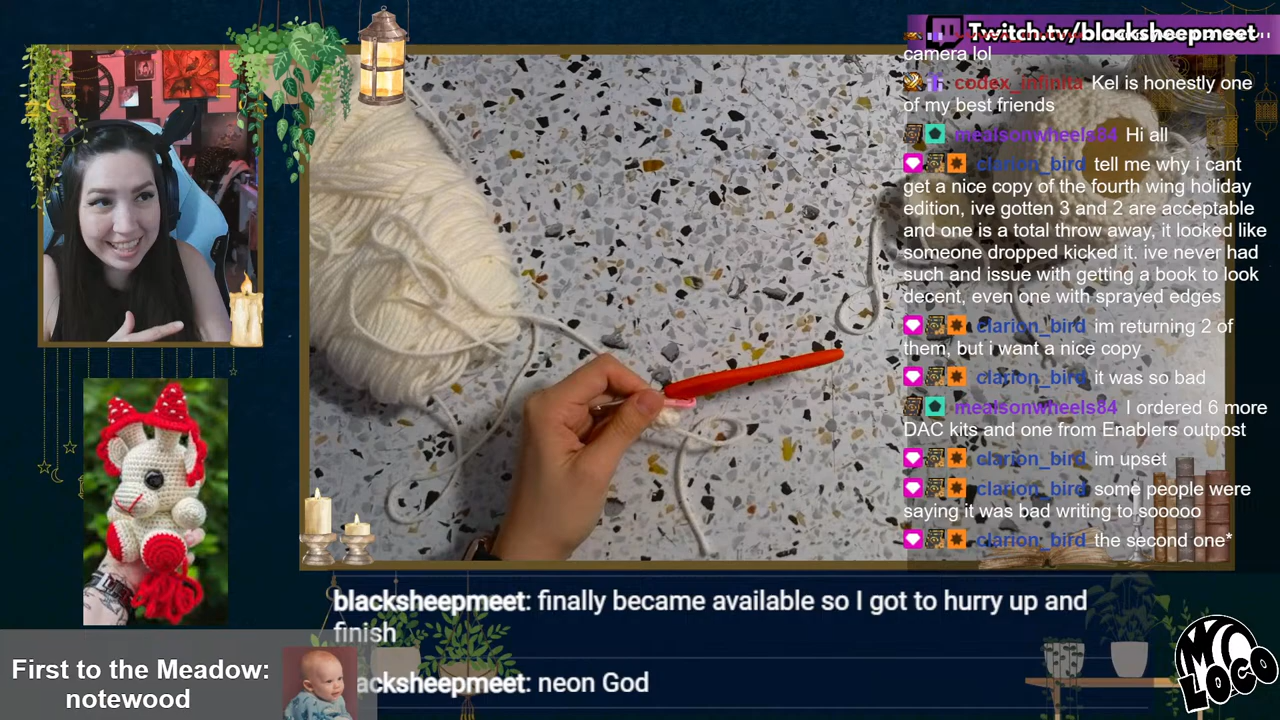 Twitch.tv/blacksheepmeet
camera lol
codex_infinita Kel is honestly one
of my best friends
mealsonwheels84 Hi all
clarion_bird tell me why i cant
get a nice copy of the fourth wing holiday
edition, ive gotten 3 and 2 are acceptable
and one is a total throw away, it looked like
someone dropped kicked it. ive never had
such and issue with getting a book to look
decent, even one with sprayed edges
clarion_bird im returning 2 of
them, but i want a nice copy
clarion_bird it was so bad
mealsonwheels84 I ordered 6 more
DAC kits and one from Enablers outpost
clarion_bird im upset
clarion_bird some people were
saying it was bad writing to sooooo
clarion_bird the second one*
blacksheepmeet: finally became available so I got to hurry up and
finish
acksheepmeet: neon God
First to the Meadow:
notewood
MC
LOCO